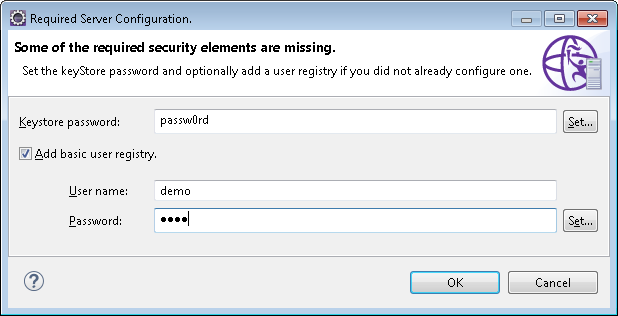 Required Server Configuration.
Some of the required security elements are missing.
Set the keyStore password and optionally add a user registry if you did not already configure one.
Keystore password: passw0rd Set...
Add basic user registry.
User name: demo
Password: ●●●● Set...
? OK Cancel